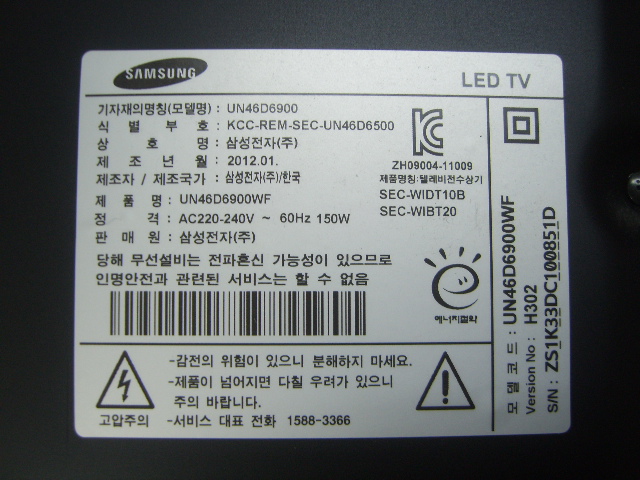 SAMSUNG
LED TV
기자재의명칭(모델명) : UN46D6900
식 별 부 호 : KCC-REM-SEC-UN46D6500
상 호 : 삼성전자(주)
제 조 년 월 : 2012.01.
제조자 / 제조국가 : 삼성전자(주)/한국
제 품 명 : UN46D6900WF
정 격 : AC220-240V ~ 60Hz 150W
판 매 원 : 삼성전자(주)
ZH09004-11009
제품명칭:텔레비전수상기
SEC-WIDT10B
SEC-WIBT20
당해 무선설비는 전파혼신 가능성이 있으므로
인명안전과 관련된 서비스는 할 수 없음
에너지절약
고압주의
-감전의 위험이 있으니 분해하지 마세요.
-제품이 넘어지면 다칠 우려가 있으니
주의 바랍니다.
-서비스 대표 전화 1588-3366
모 델 코 드 : UN46D6900WF
Version No : H302
S/N : ZS1K33DC100851D